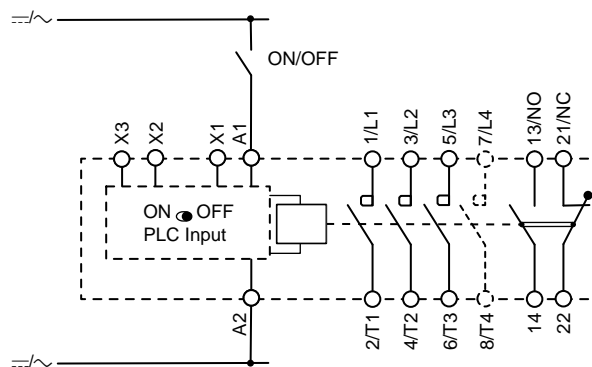 ON/OFF
X3
X2
X1
A1
1/L1
3/L2
5/L3
7/L4
13/NO
21/NC
ON OFF
PLC Input
A2
2/T1
4/T2
6/T3
8/T4
14
22